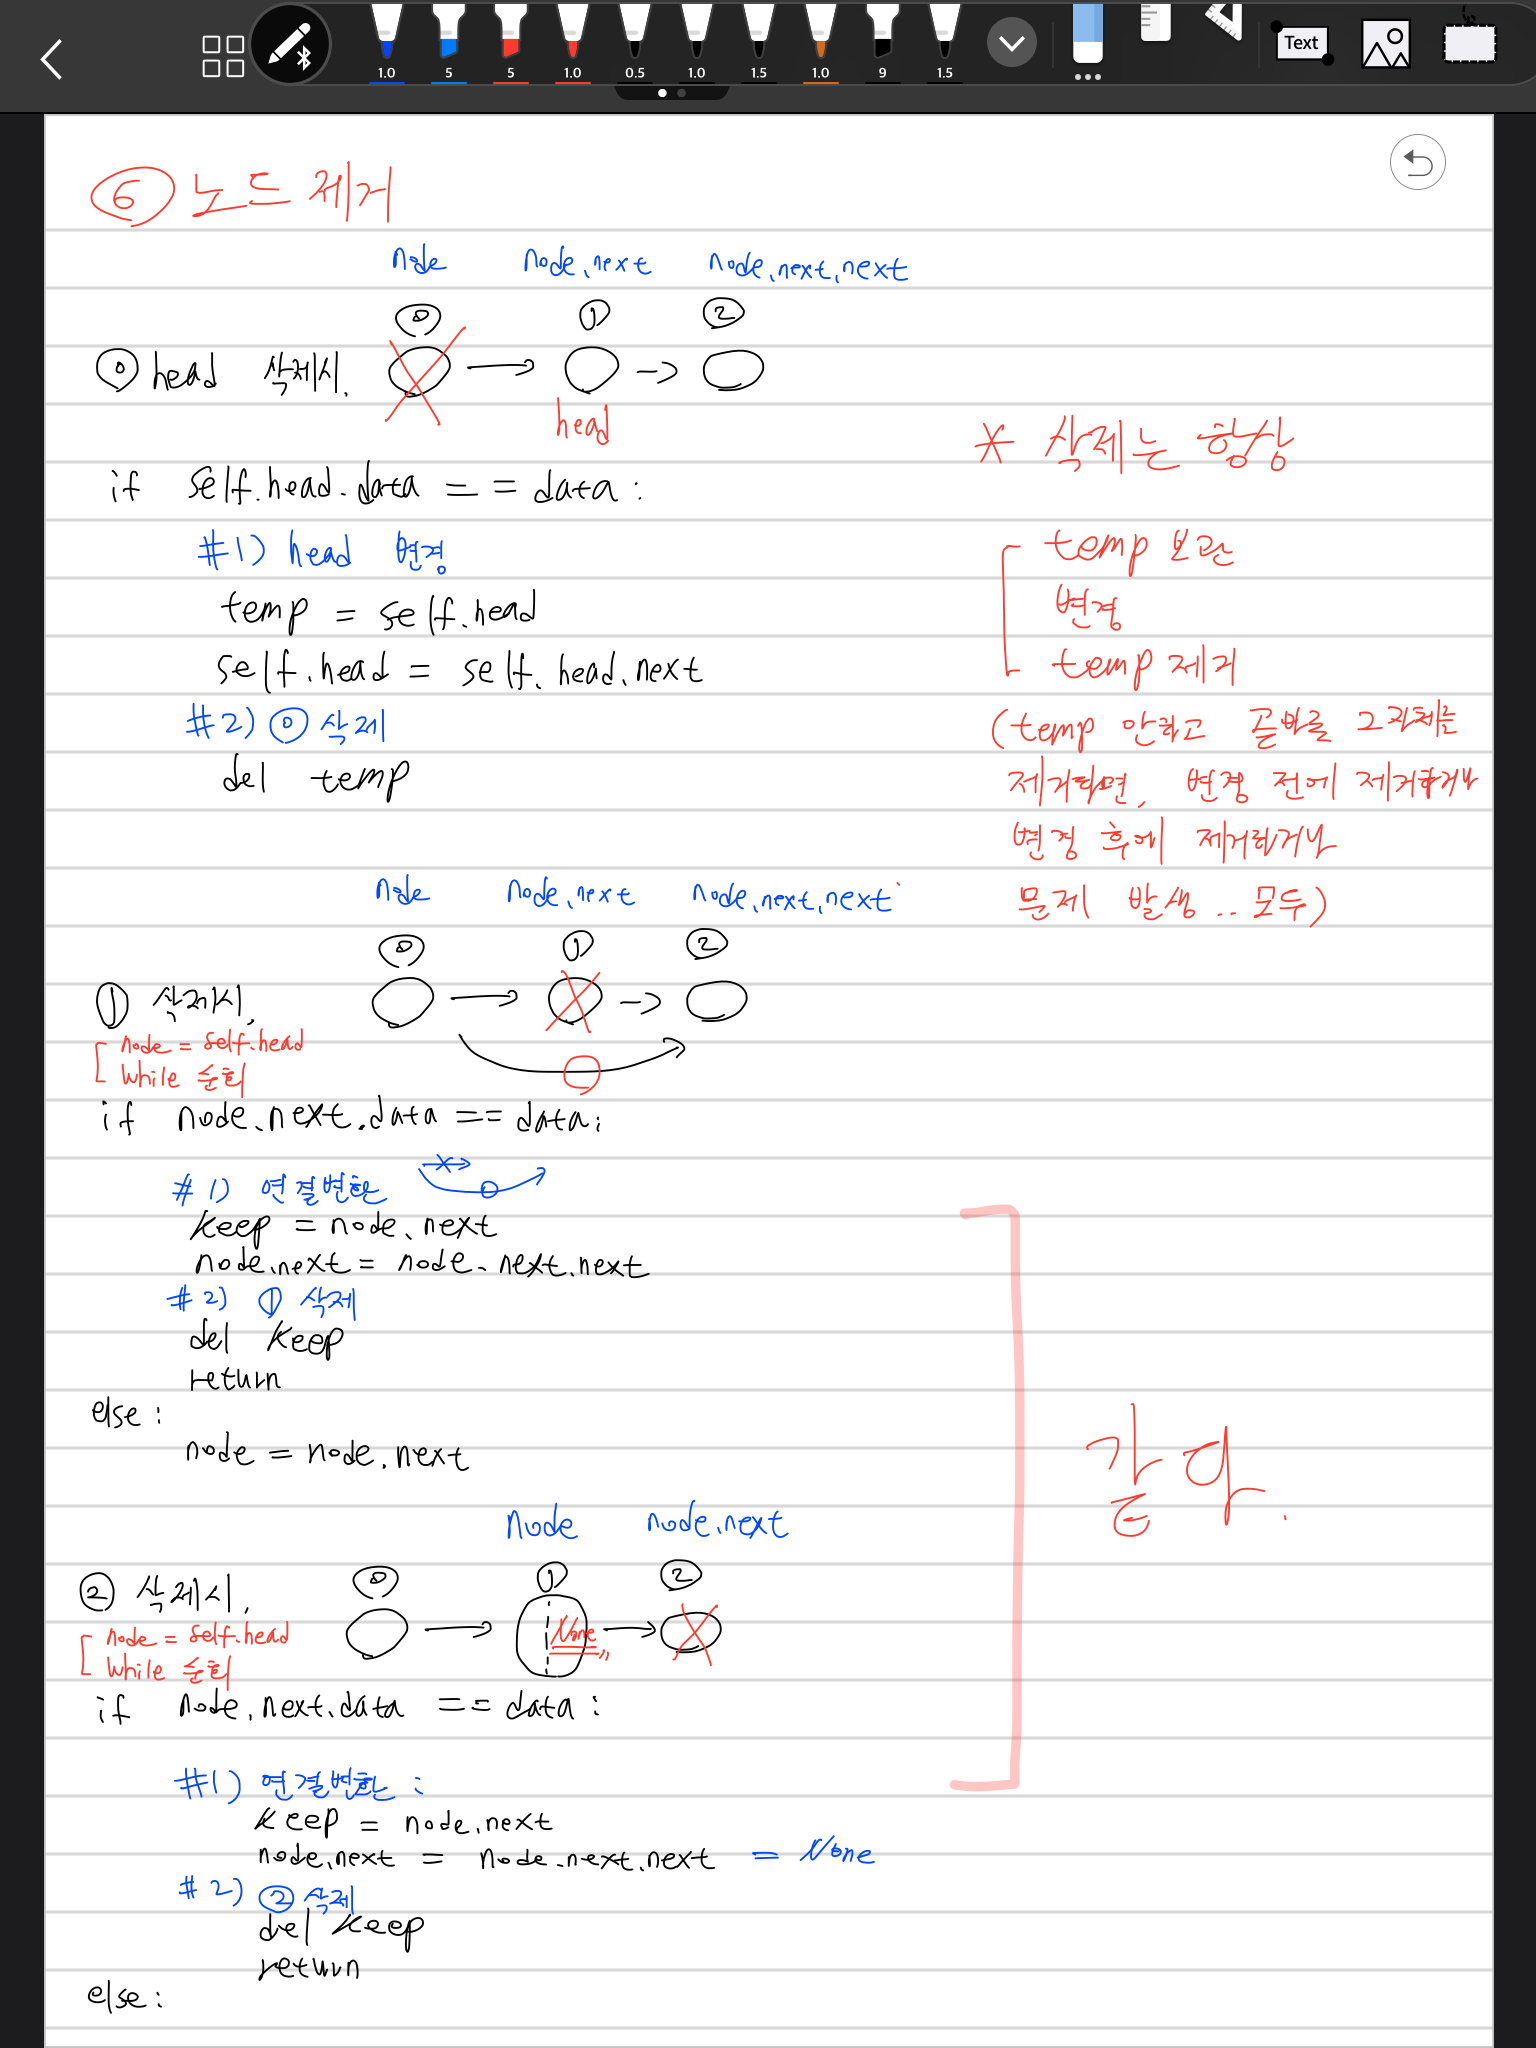 1.0 5 5 1.0 0.5 1.0 1.5 1.0 9 1.5
Text
⑥ 노드 제거
node node.next node.next.next
⓪ ① ②
⓪ head 삭제시.
head
if self.head.data == data :
#1) head 변경
temp = self.head
self.head = self.head.next
#2) ⓪ 삭제
del temp
* 삭제는 항상
temp 보관
변경
temp 제거
(temp 안하고 곧바로 그 자체를
제거하면, 변경 전에 제거하거나
변경 후에 제거하거나
문제 발생.. 모두)
node node.next node.next.next
⓪ ① ②
① 삭제시,
node = self.head
While 순회
if node.next.data == data:
# 1) 연결변환
keep = node.next
node.next = node.next.next
# 2) ① 삭제
del keep
return
else :
node = node.next
같다.
node node.next
⓪ ① ②
② 삭제시,
None
node = self.head
While 순회
if node.next.data == data :
#1) 연결변환 :
keep = node.next
node.next = node.next.next = None
# 2) ② 삭제
del keep
return
else :